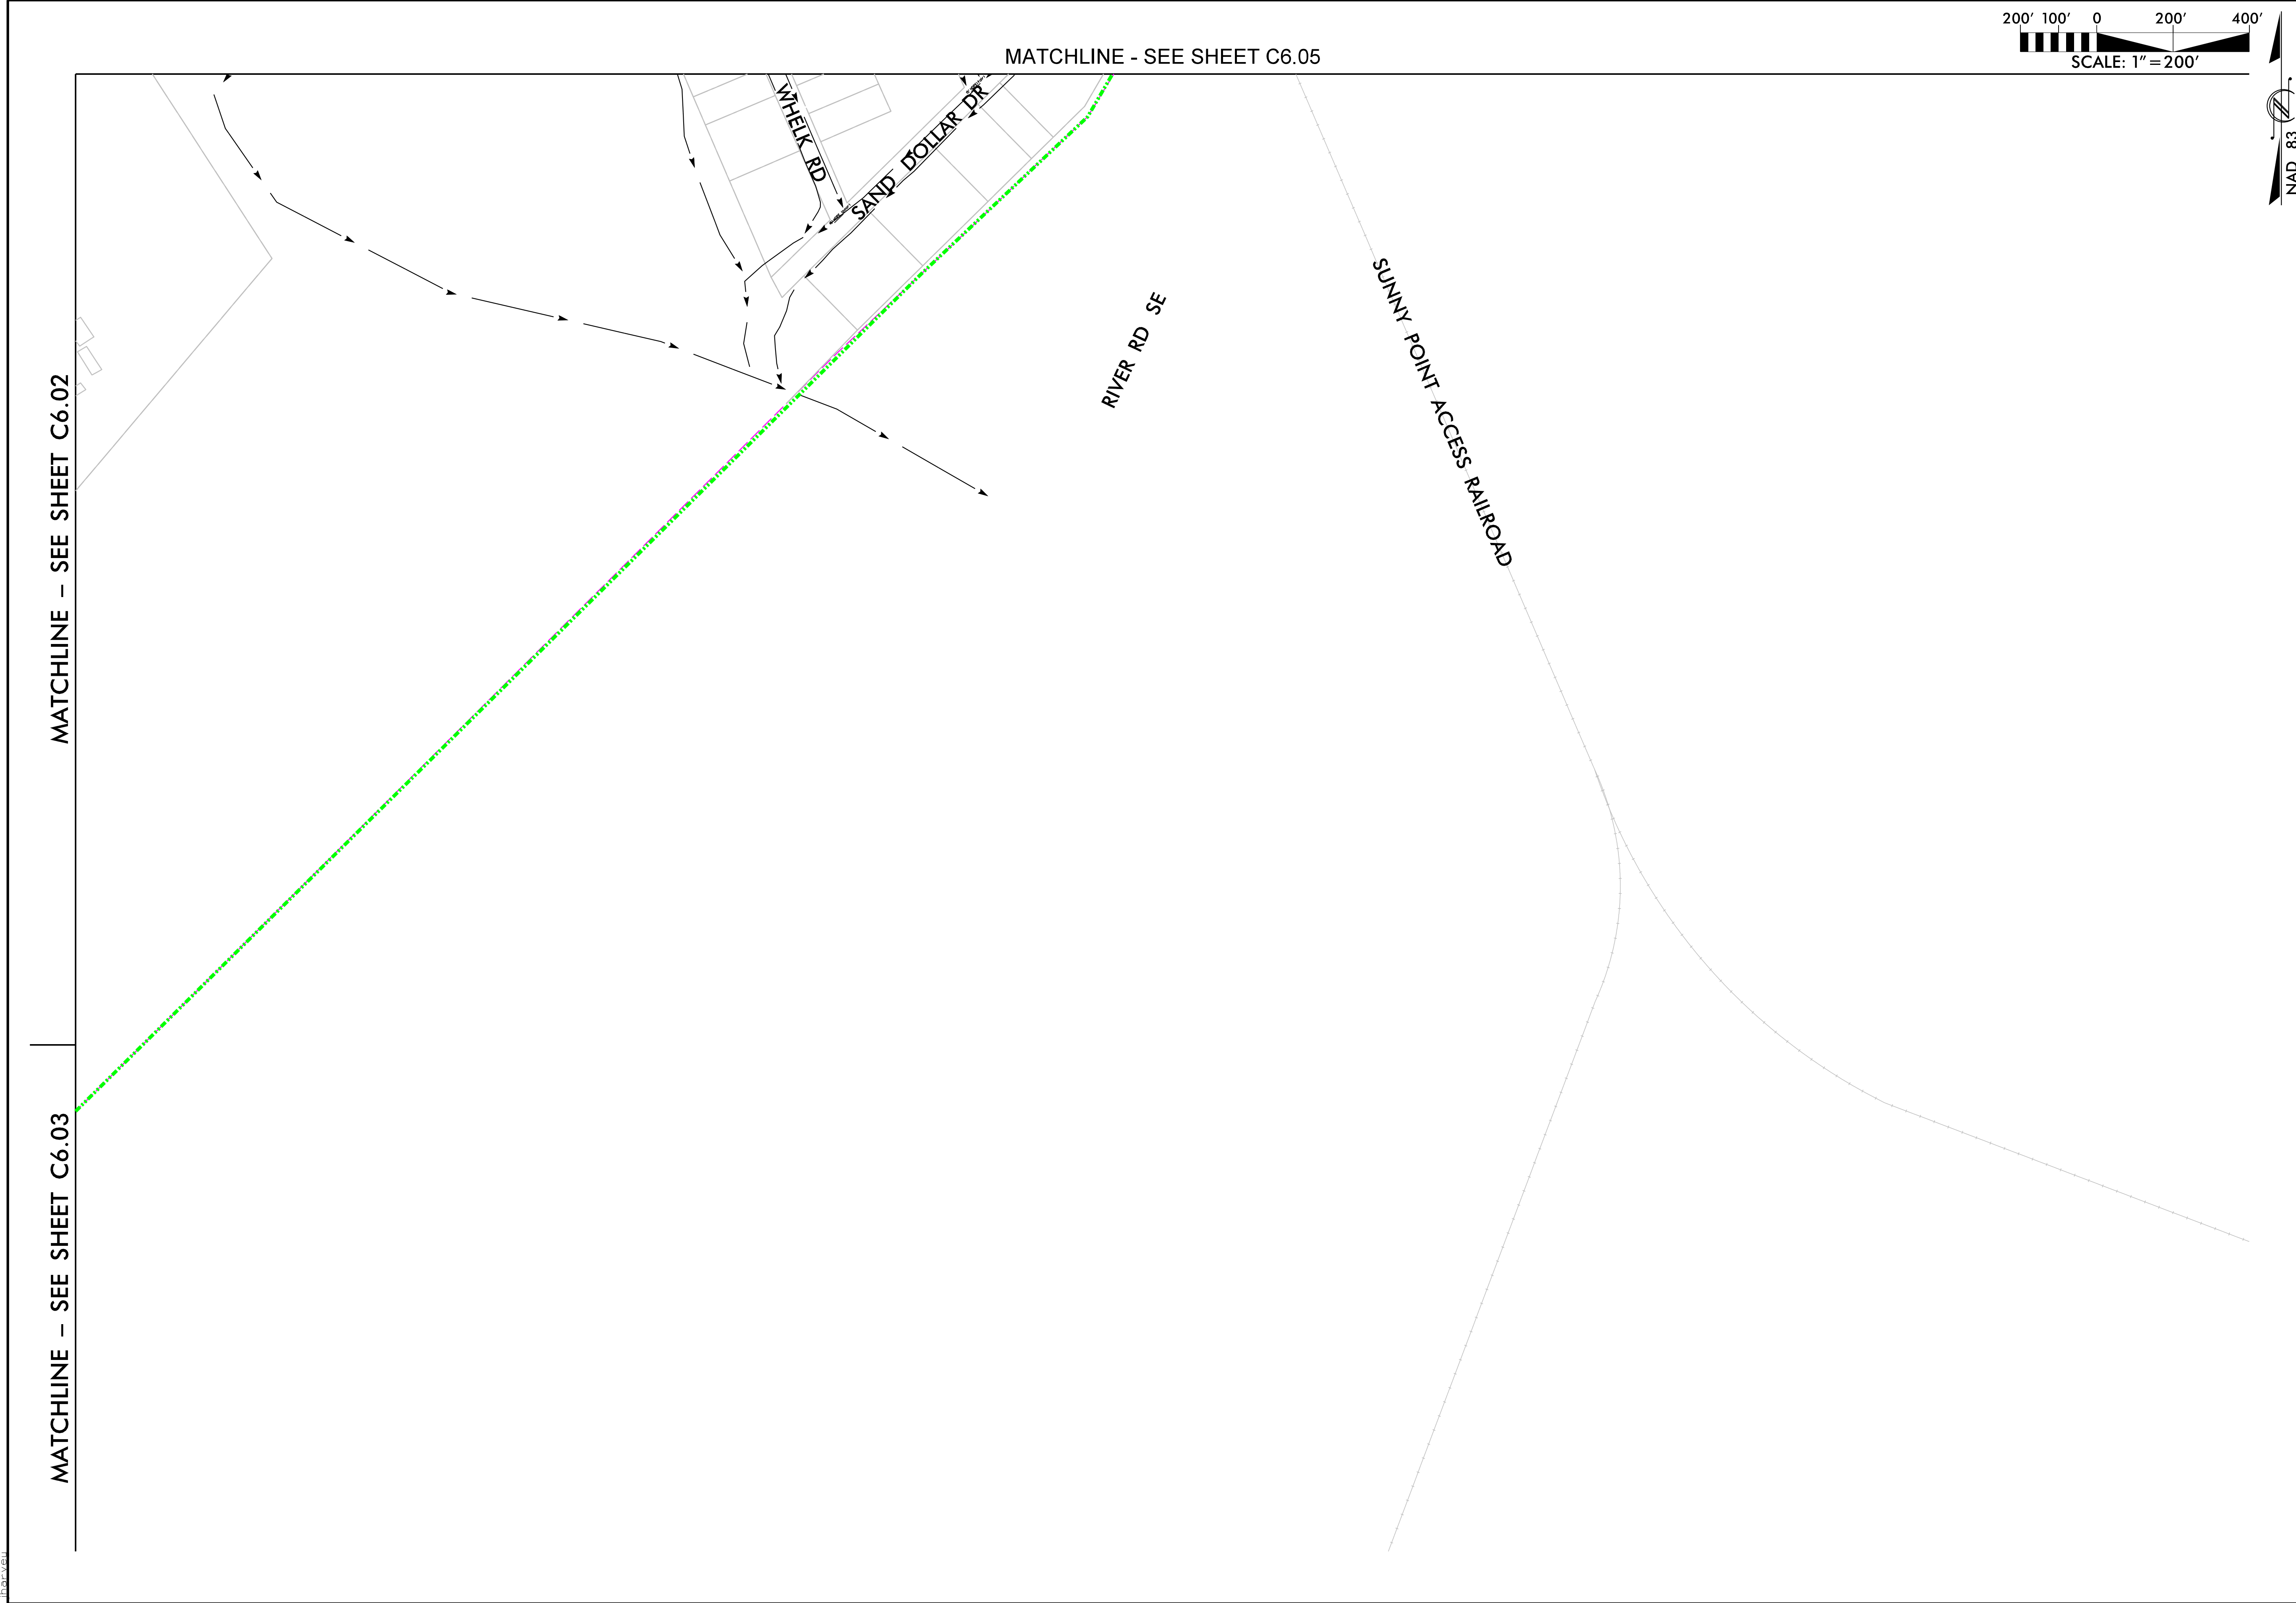 200' 100' 0 200' 400'
SCALE: 1"=200'
MATCHLINE - SEE SHEET C6.05
NAD 83
WHELK RD
SAND DOLLAR DR
RIVER RD SE
SUNNY POINT ACCESS RAILROAD
MATCHLINE - SEE SHEET C6.02
MATCHLINE - SEE SHEET C6.03